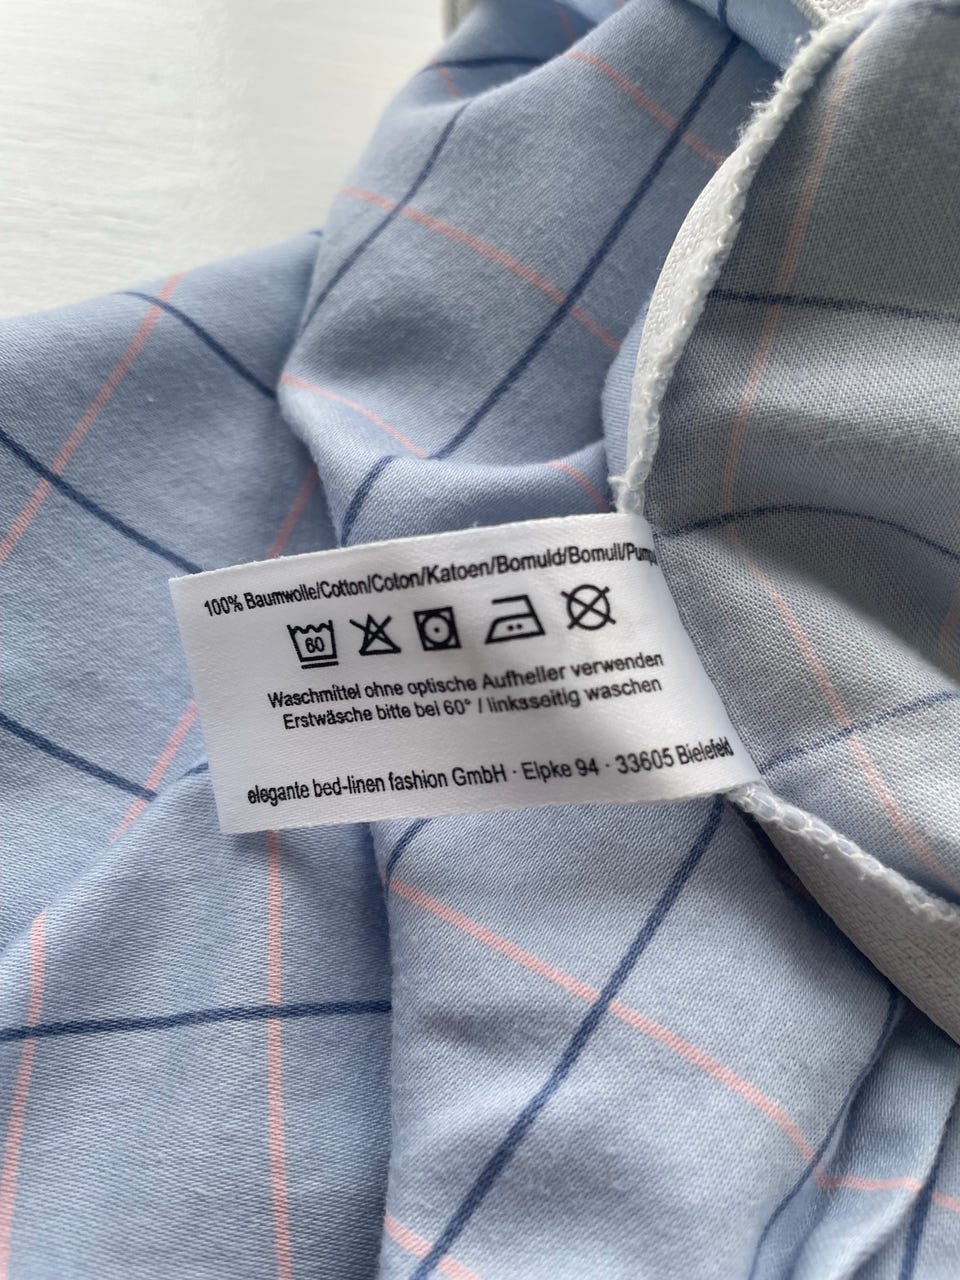 100% Baumwolle/Cotton/Coton/Katoen/Bomuld/Bomull/
60
Waschmittel ohne optische Aufheller verwenden
Erstwäsche bitte bei 60° / linksseitig waschen
elegante bed-linen fashion GmbH · Elpke 94 · 33605 Bielefeld